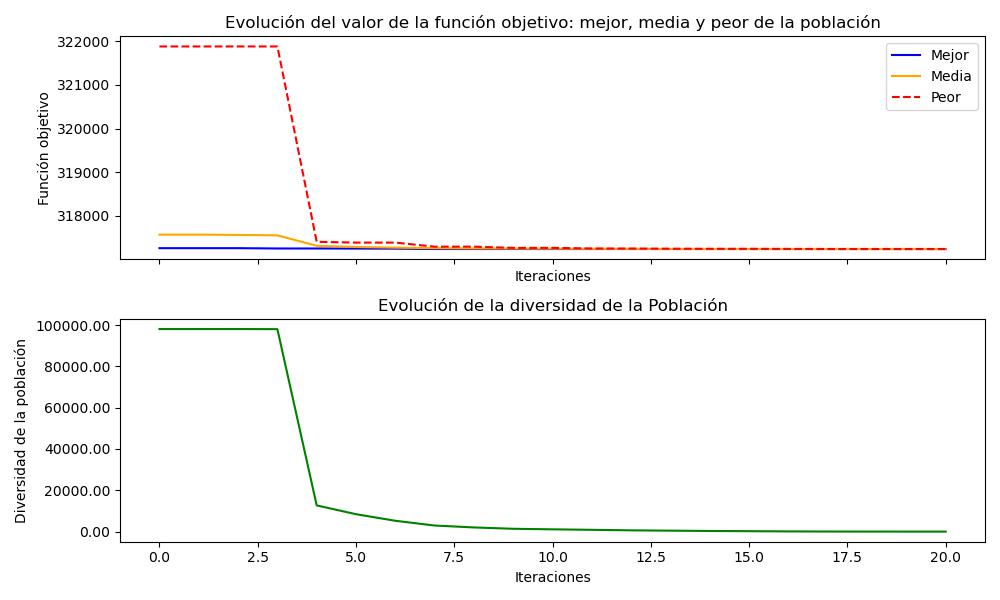 Evolución del valor de la función objetivo: mejor, media y peor de la población
322000
321000
320000
319000
318000
Función objetivo
Mejor
Media
Peor
Iteraciones
Evolución de la diversidad de la Población
100000.00
80000.00
60000.00
40000.00
20000.00
0.00
Diversidad de la población
0.0 2.5 5.0 7.5 10.0 12.5 15.0 17.5 20.0
Iteraciones